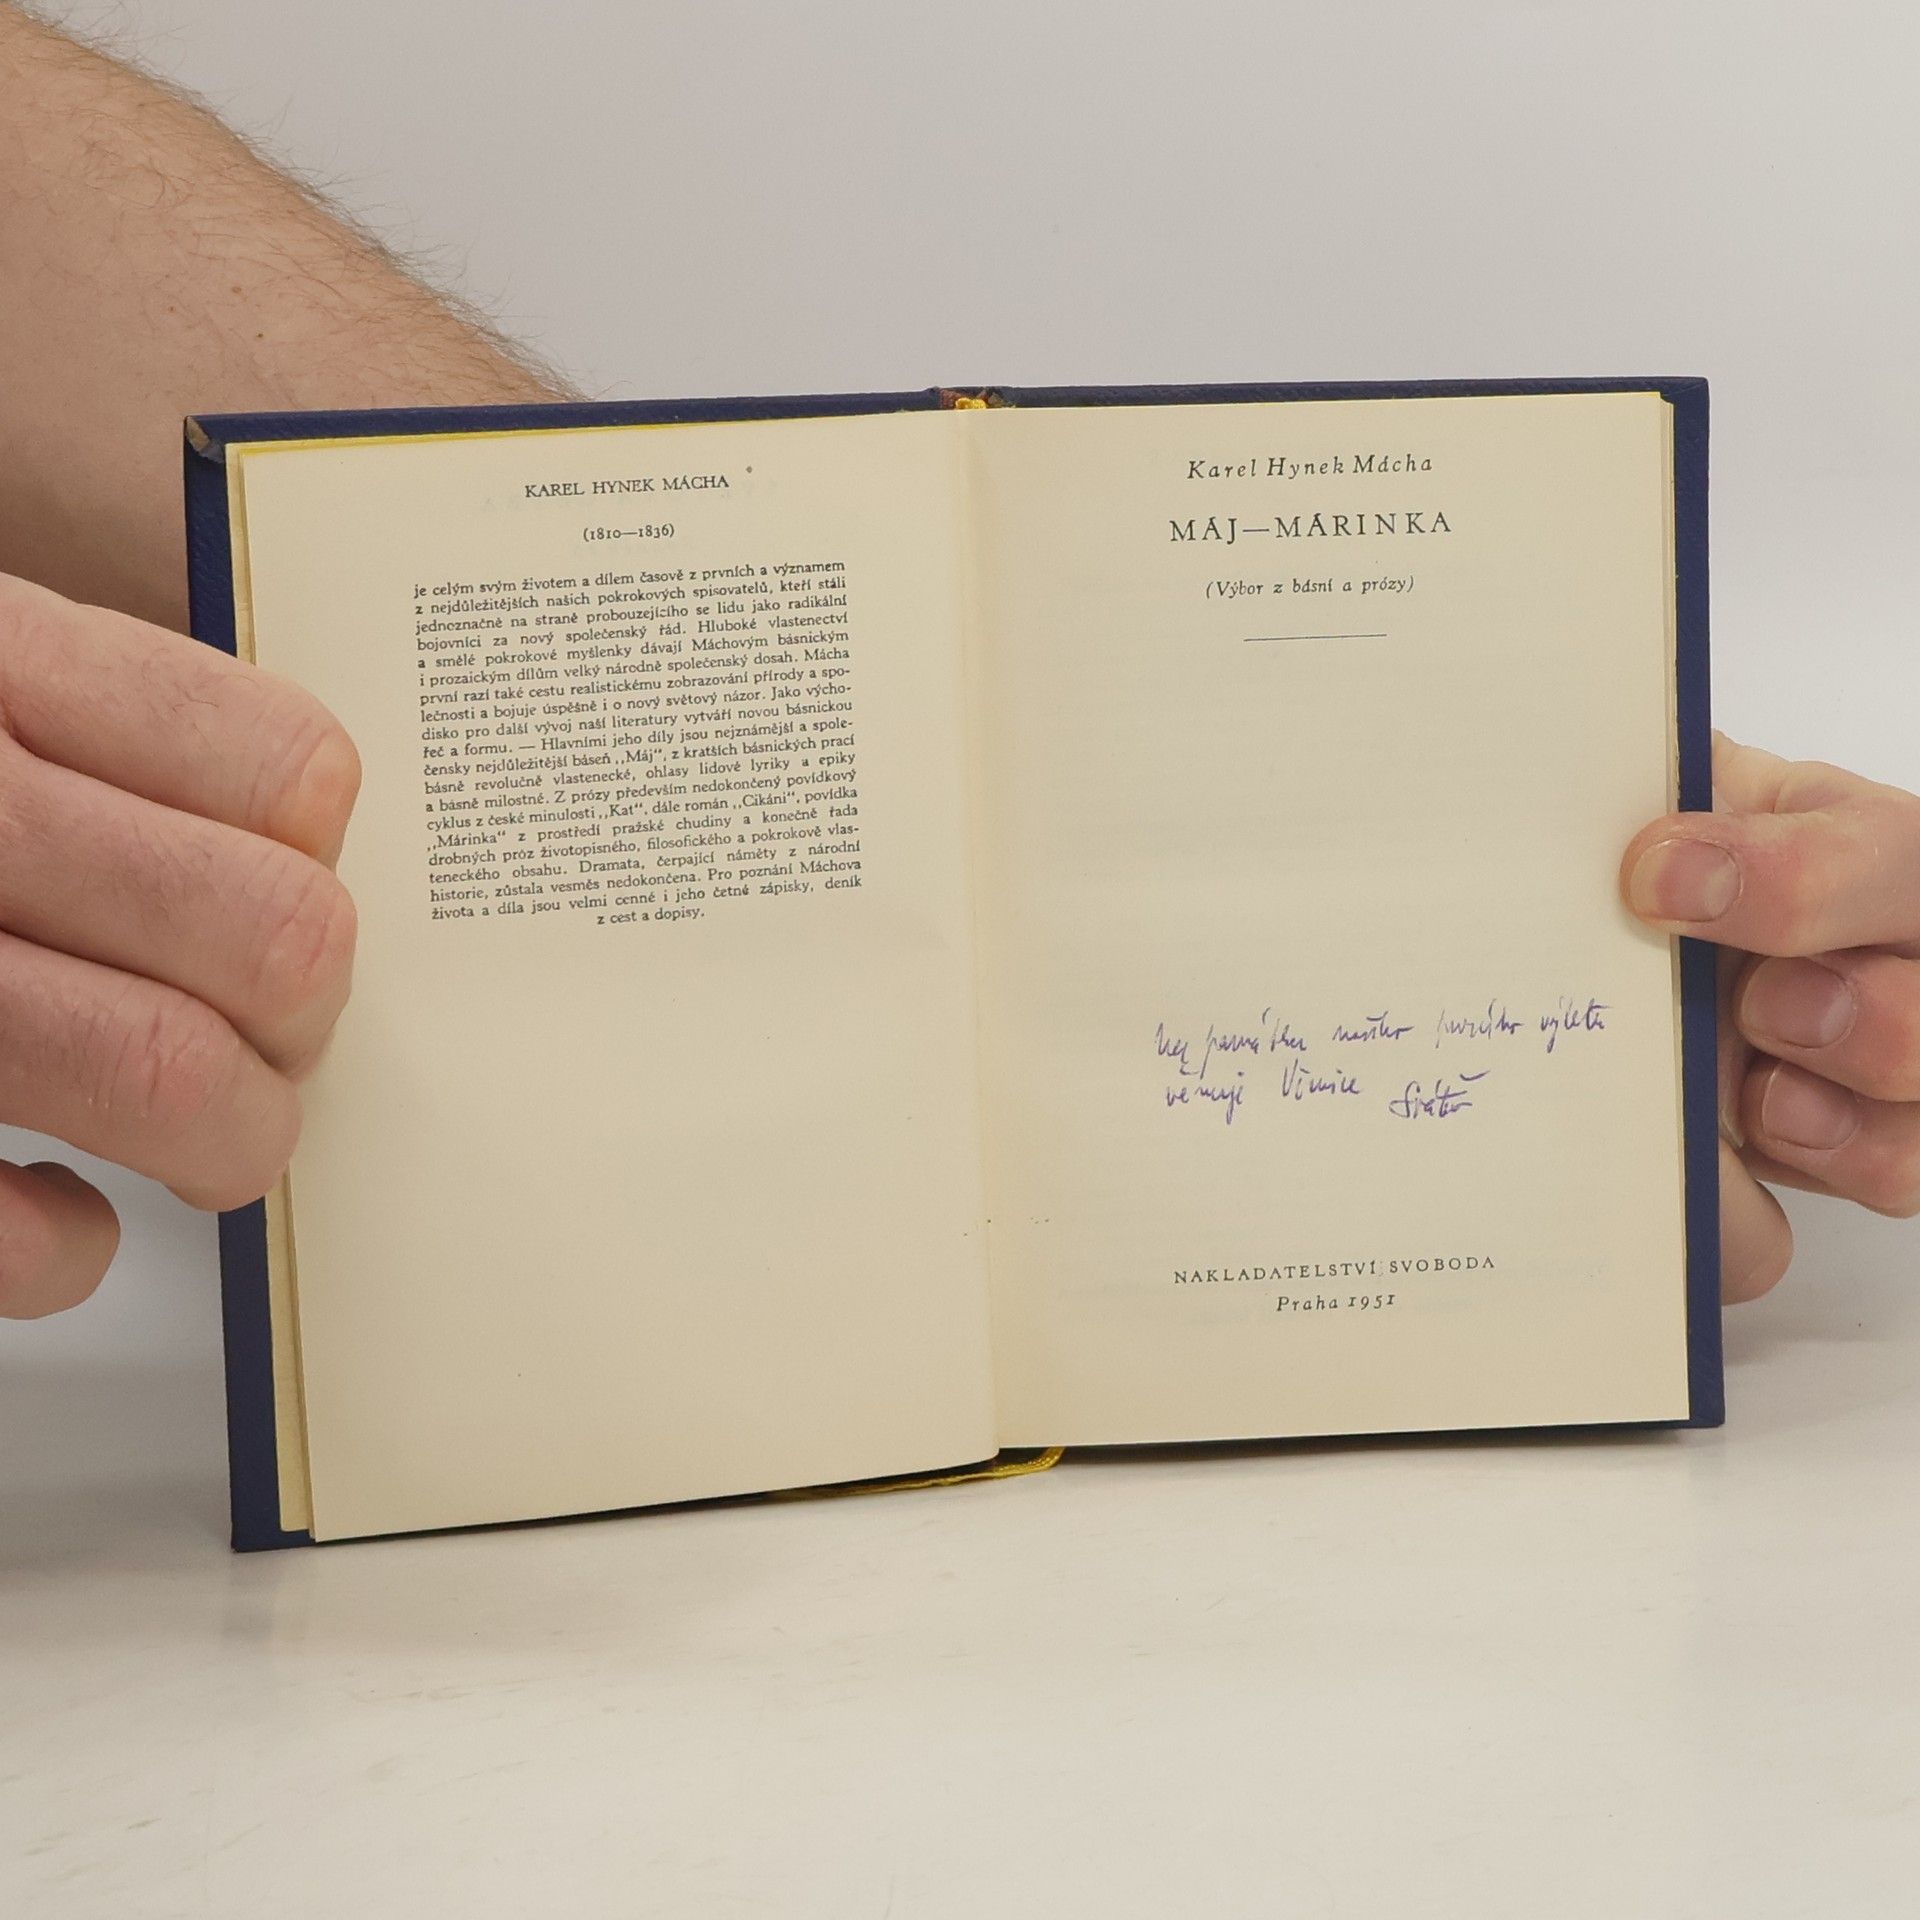 KAREL HYNEK MÁCHA
(1810—1836)
je celým svým životem a dílem časově z prvních a významem
z nejdůležitějších našich pokrokových spisovatelů, kteří stáli
jednoznačně na straně probouzejícího se lidu jako radikální
bojovníci za nový společenský řád. Hluboké vlastenectví
a smělé pokrokové myšlenky dávají Máchovým básnickým
i prozaickým dílům velký národně společenský dosah. Mácha
první razí také cestu realistickému zobrazování přírody a spo-
lečnosti a bojuje úspěšně i o nový světový názor. Jako výcho-
disko pro další vývoj naší literatury vytváří novou básnickou
řeč a formu. — Hlavními jeho díly jsou nejznámější a spole-
čensky nejdůležitější báseň „Máj“, z kratších básnických prací
básně revolučně vlastenecké, ohlasy lidové lyriky a epiky
a básně milostné. Z prózy především nedokončený povídkový
cyklus z české minulosti „Kat“, dále román „Cikáni“, povídka
„Márinka“ z prostředí pražské chudiny a konečně řada
drobných próz životopisného, filosofického a pokrokově vlas-
teneckého obsahu. Dramata, čerpající náměty z národní
historie, zůstala vesměs nedokončena. Pro poznání Máchova
života a díla jsou velmi cenné i jeho četné zápisky, deník
z cest a dopisy.
Karel Hynek Mácha
MÁJ—MÁRINKA
(Výbor z básní a prózy)
Na památku našeho prvního výletu
věnuje
NAKLADATELSTVÍ SVOBODA
Praha 1951